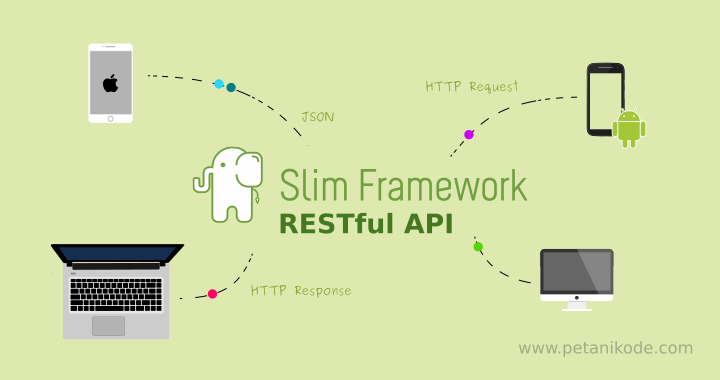 HTTP Request
JSON
Slim Framework
RESTful API
HTTP Response
www.petanikode.com